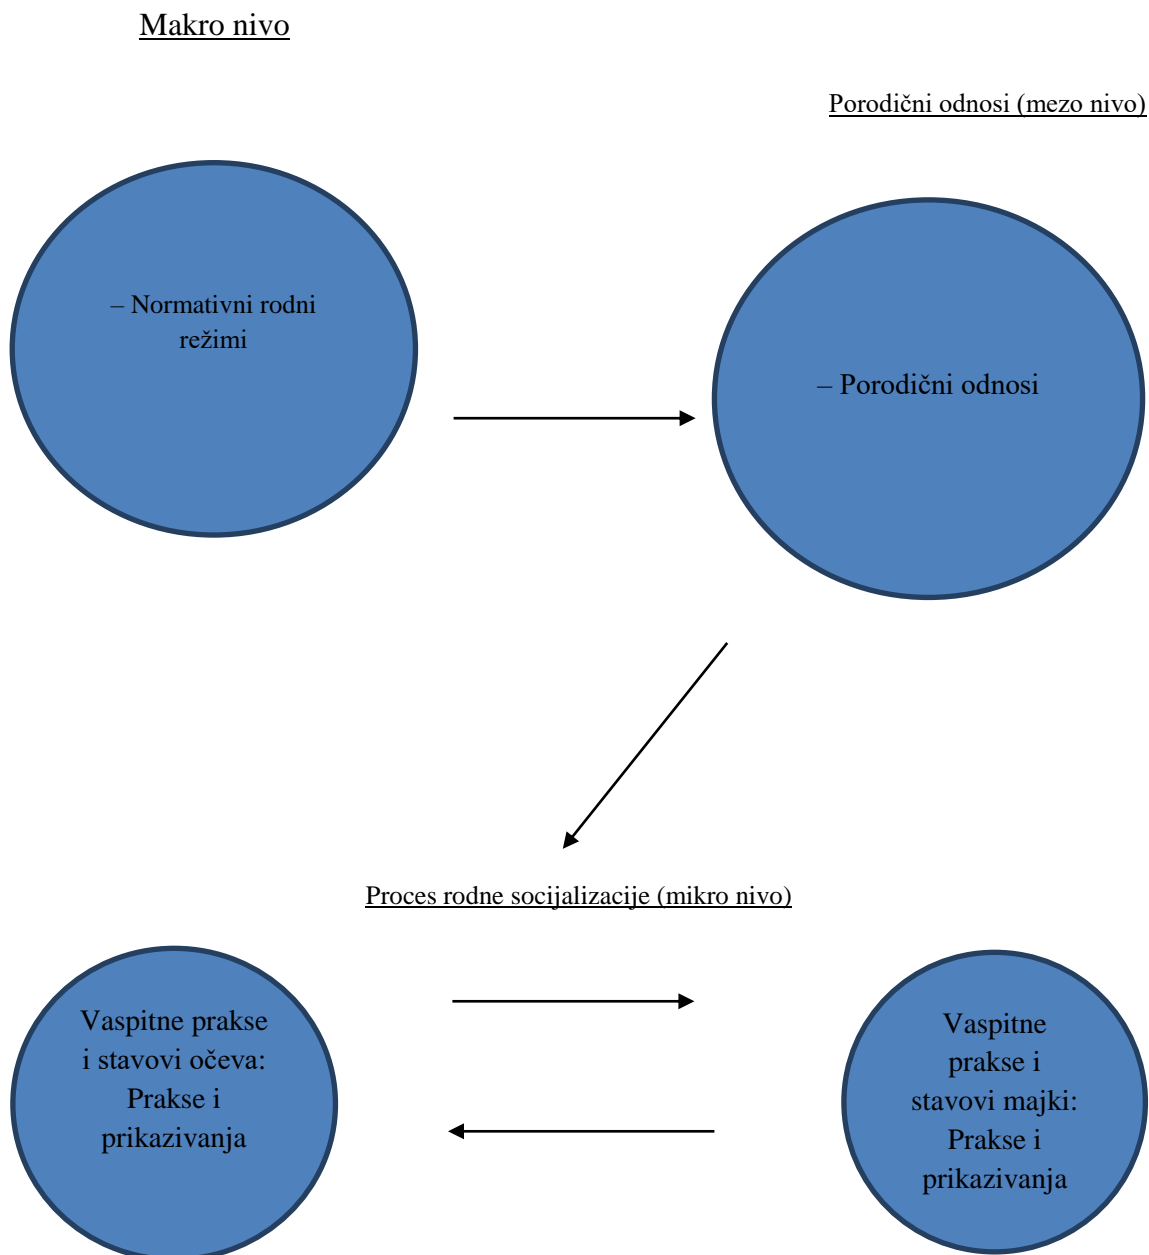 Makro nivo
Porodični odnosi (mezo nivo)
– Normativni rodni
režimi
– Porodični odnosi
Proces rodne socijalizacije (mikro nivo)
Vaspitne prakse
i stavovi očeva:
Prakse i
prikazivanja
Vaspitne
prakse i
stavovi majki:
Prakse i
prikazivanja